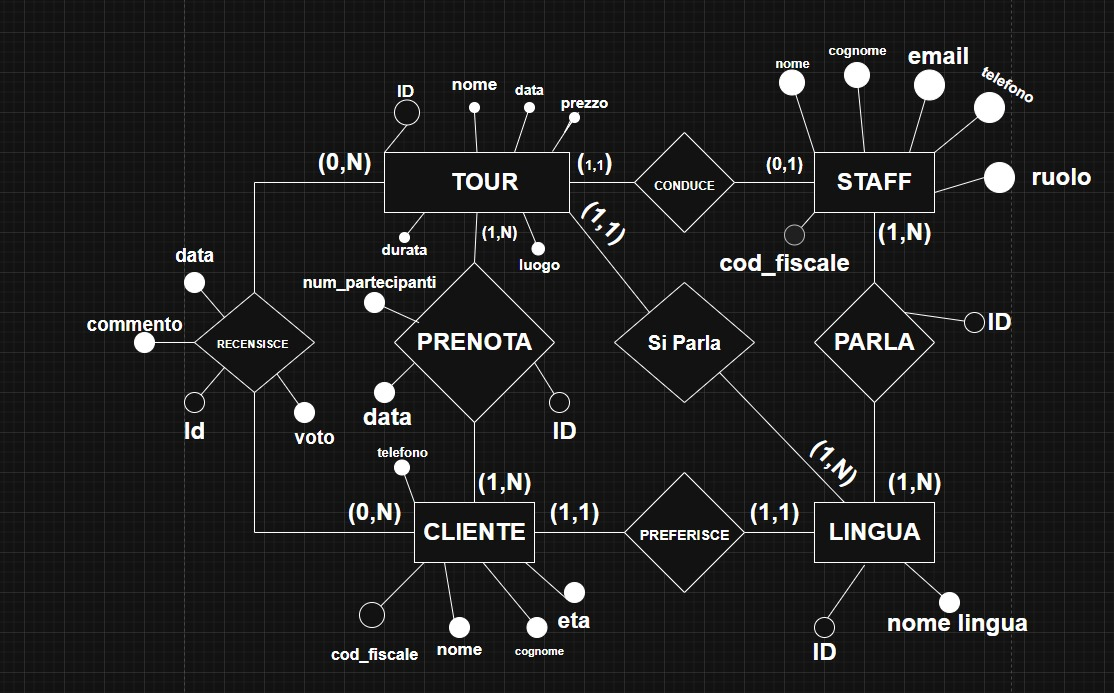 cognome
email
nome
telefono
ID
nome
data
prezzo
(0,N)
TOUR
(1,1)
CONDUCE
(0,1)
STAFF
ruolo
(1,1)
(1,N)
(1,N)
durata
luogo
cod_fiscale
data
num_partecipanti
commento
RECENSISCE
PRENOTA
Si Parla
PARLA
ID
Id
voto
data
ID
telefono
(1,N)
(1,N)
(1,N)
(0,N)
CLIENTE
(1,1)
PREFERISCE
(1,1)
LINGUA
eta
nome lingua
cod_fiscale
nome
cognome
ID